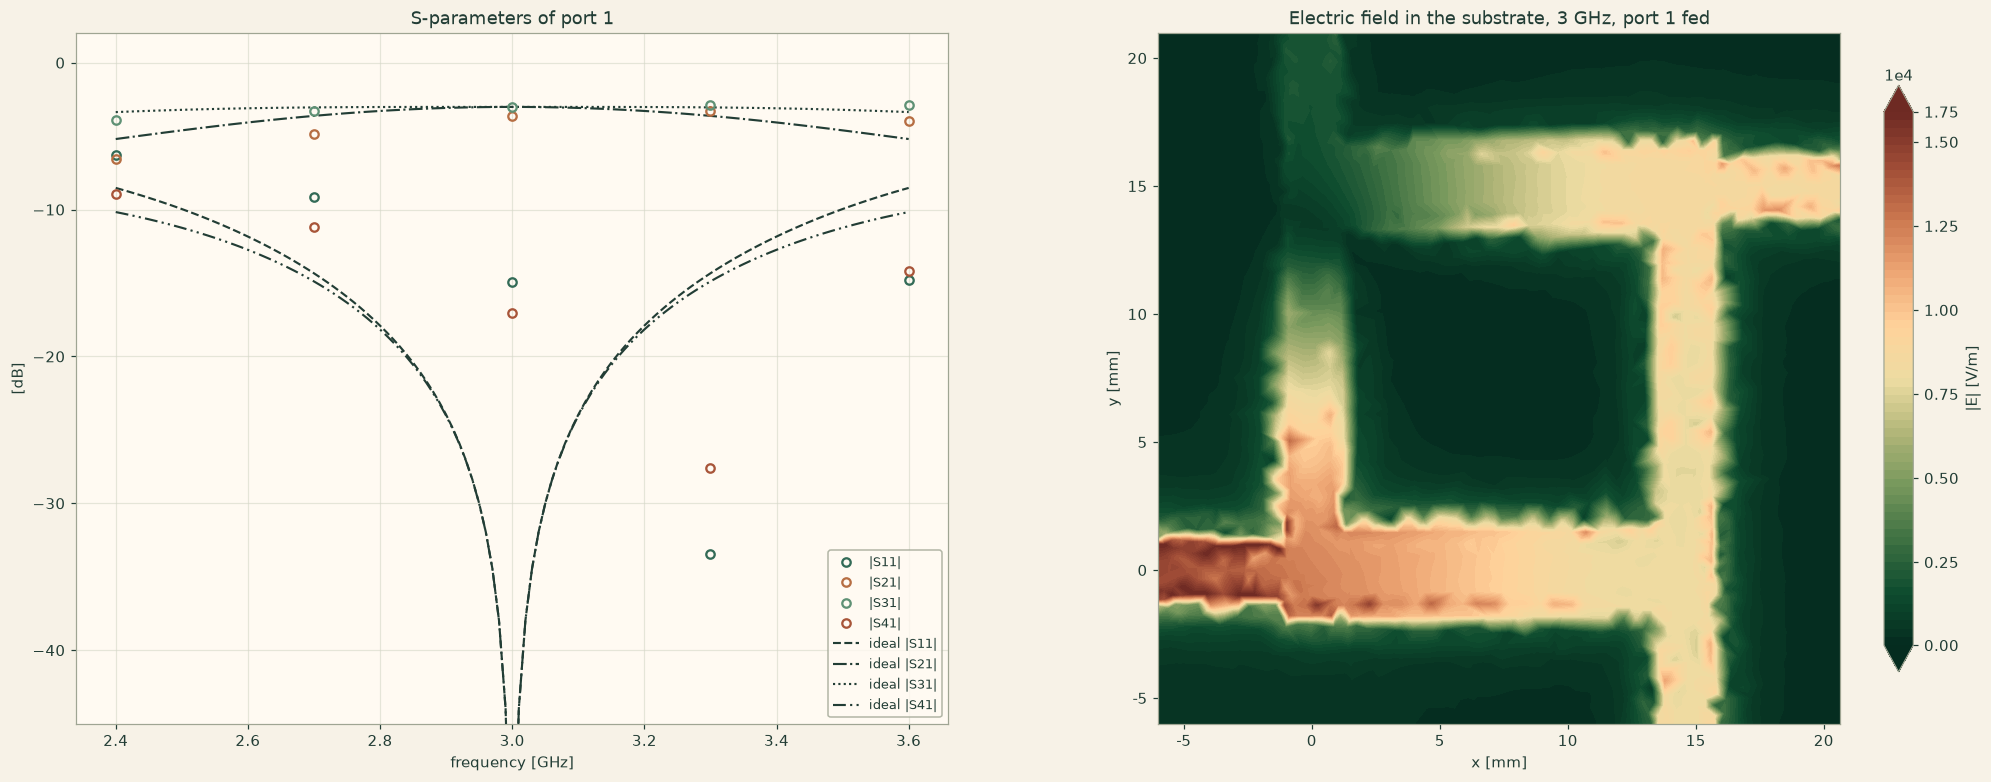 S-parameters of port 1
0
−10
−20
−30
−40
[dB]
2.4
2.6
2.8
3.0
3.2
3.4
3.6
frequency [GHz]
|S11|
|S21|
|S31|
|S41|
ideal |S11|
ideal |S21|
ideal |S31|
ideal |S41|
Electric field in the substrate, 3 GHz, port 1 fed
20
15
10
5
0
-5
y [mm]
-5
0
5
10
15
20
x [mm]
1e4
1.75
1.50
1.25
1.00
0.75
0.50
0.25
0.00
|E| [V/m]